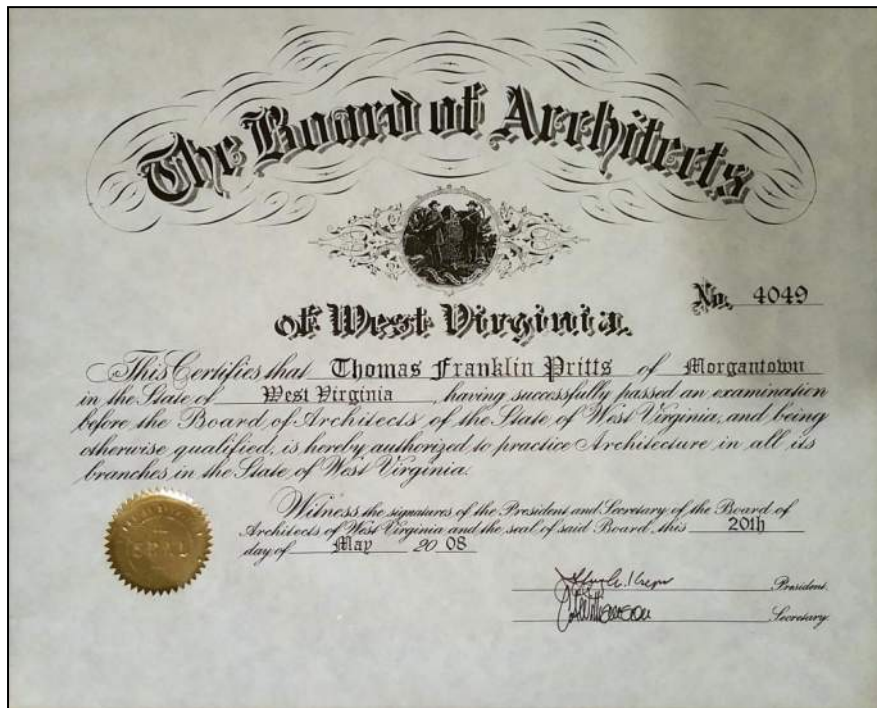 The Board of Architects
of West Virginia.
No. 4049
This Certifies that Thomas Franklin Pritts of Morgantown
in the State of West Virginia, having successfully passed an examination
before the Board of Architects of the State of West Virginia, and being
otherwise qualified, is hereby authorized to practice Architecture in all its
branches in the State of West Virginia.
Witness the signatures of the President and Secretary of the Board of
Architects of West Virginia and the seal of said Board, this 20th
day of May 20 08
SEAL
President.
Secretary.